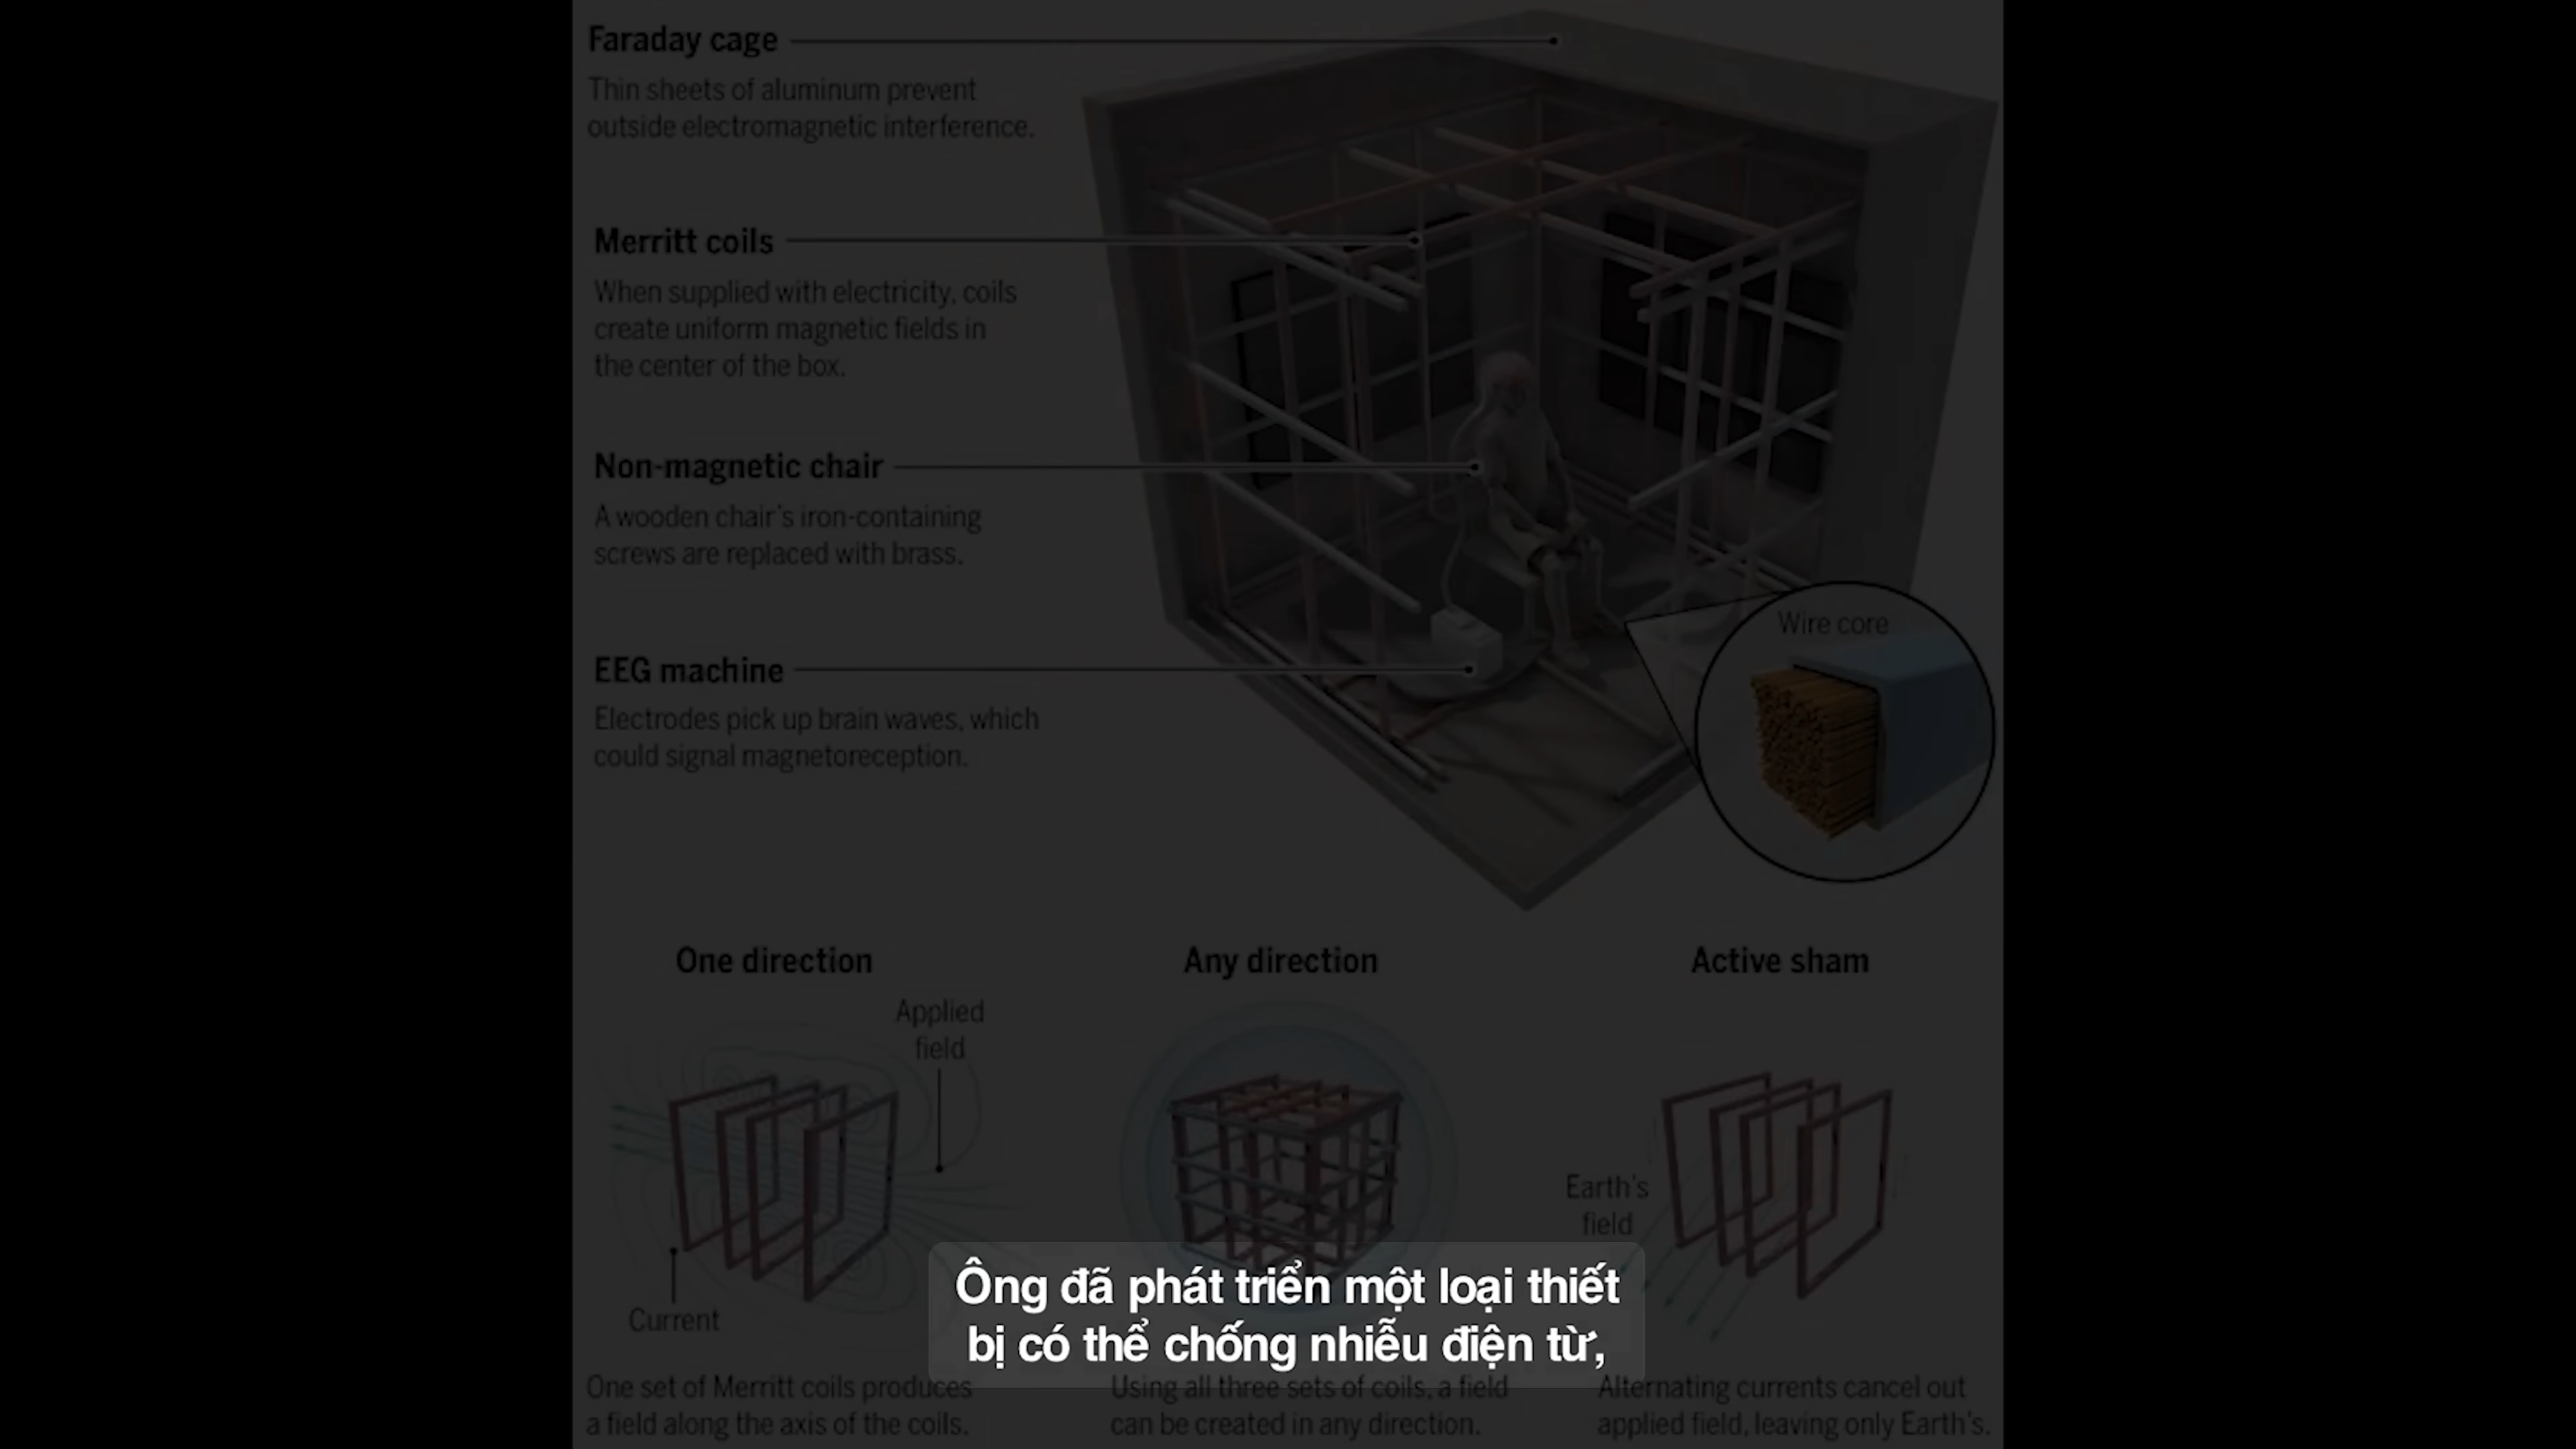 Faraday cage
Thin sheets of aluminum prevent
outside electromagnetic interference.
Merritt coils
When supplied with electricity, coils
create uniform magnetic fields in
the center of the box.
Non-magnetic chair
A wooden chair's iron-containing
screws are replaced with brass.
EEG machine
Electrodes pick up brain waves, which
could signal magnetoreception.
Wire core
One direction
Applied
field
Current
One set of Merritt coils produces
a field along the axis of the coils.
Any direction
Using all three sets of coils, a field
can be created in any direction.
Active sham
Earth's
field
Alternating currents cancel out
applied field, leaving only Earth's.
Ông đã phát triển một loại thiết
bị có thể chống nhiễu điện từ,